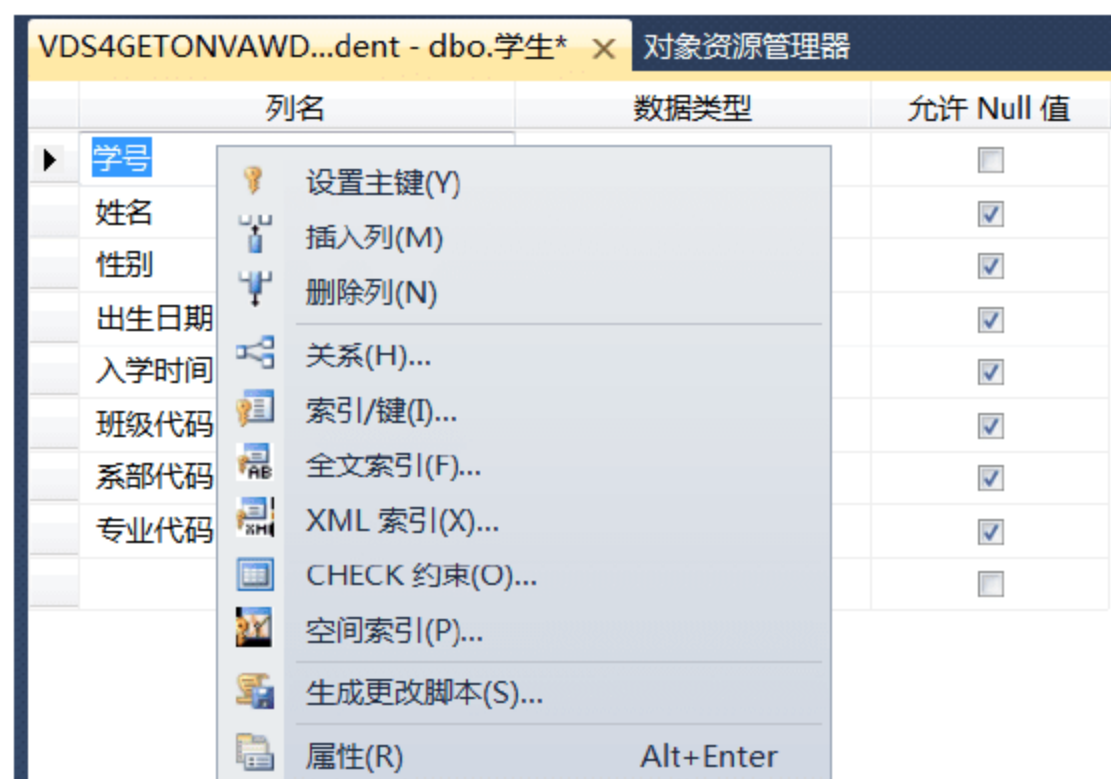 VDS4GETONVAWD...dent - dbo.学生* × 对象资源管理器
列名 数据类型 允许 Null 值
学号
设置主键(Y)
姓名
插入列(M)
性别
删除列(N)
出生日期
关系(H)...
入学时间
索引/键(I)...
班级代码
全文索引(F)...
系部代码
XML 索引(X)...
专业代码
CHECK 约束(O)...
空间索引(P)...
生成更改脚本(S)...
属性(R) Alt+Enter